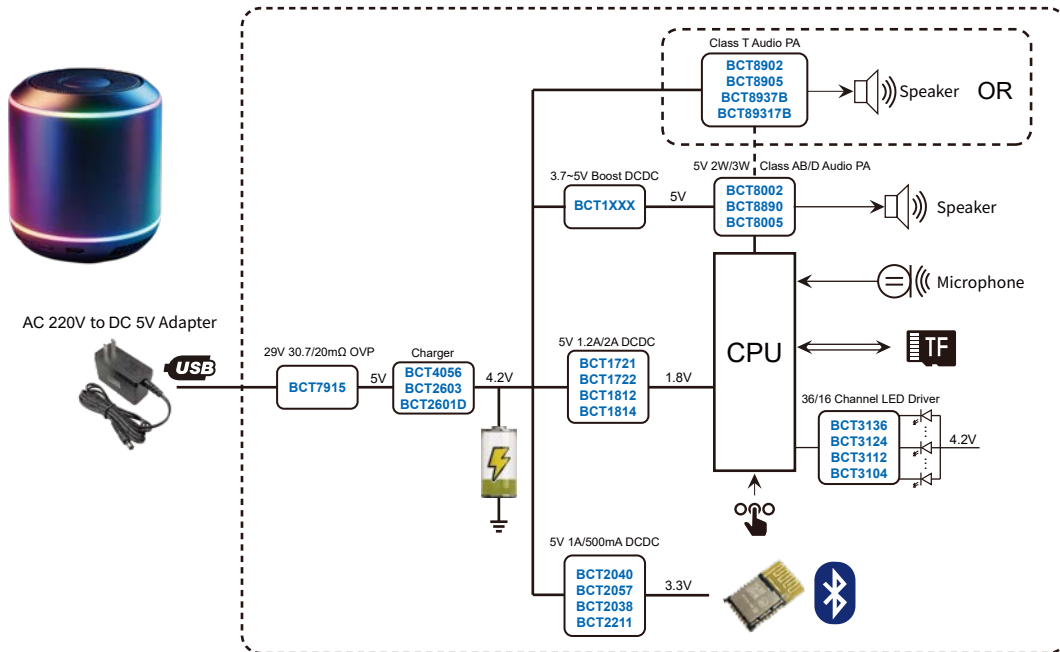 Class T Audio PA
BCT8902
BCT8905
BCT8937B
BCT89317B
Speaker
OR
5V 2W/3W Class AB/D Audio PA
3.7~5V Boost DCDC
BCT1XXX
5V
BCT8002
BCT8890
BCT8005
Speaker
Microphone
AC 220V to DC 5V Adapter
USB
29V 30.7/20mΩ OVP
BCT7915
5V
Charger
BCT4056
BCT2603
BCT2601D
4.2V
5V 1.2A/2A DCDC
BCT1721
BCT1722
BCT1812
BCT1814
1.8V
CPU
TF
36/16 Channel LED Driver
BCT3136
BCT3124
BCT3112
BCT3104
4.2V
5V 1A/500mA DCDC
BCT2040
BCT2057
BCT2038
BCT2211
3.3V